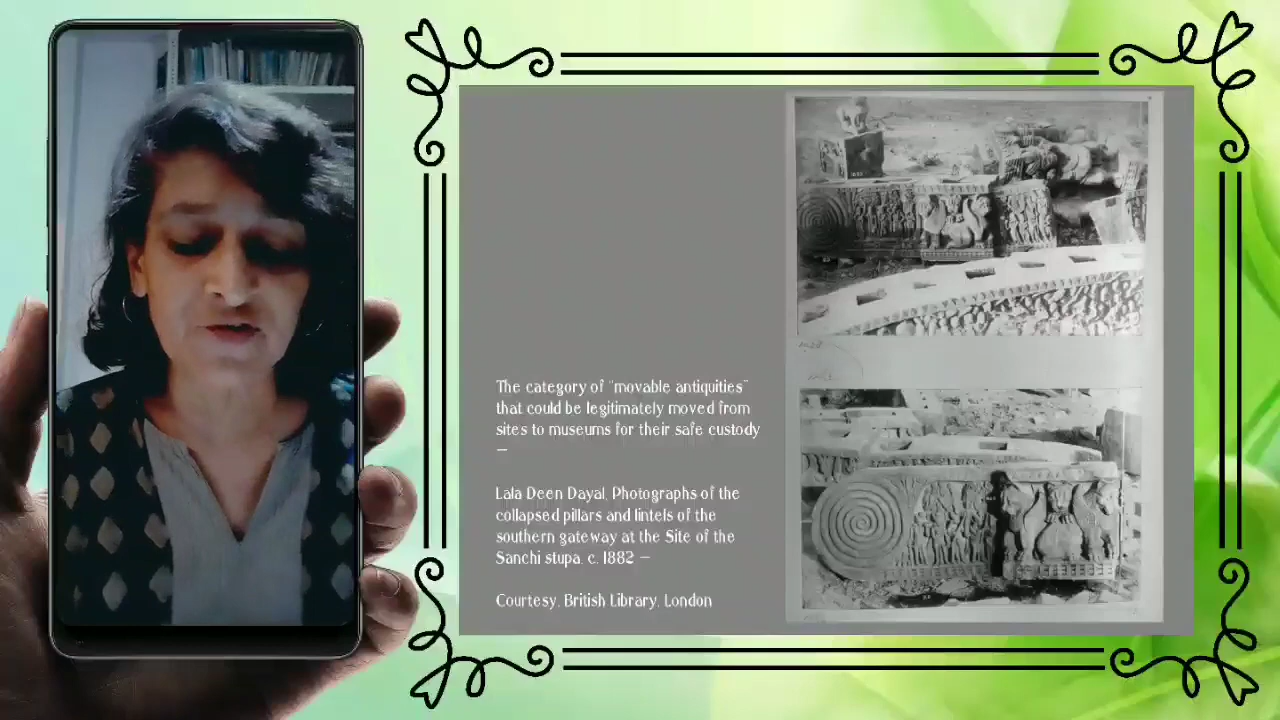 The category of "movable antiquities"
that could be legitimately moved from
sites to museums for their safe custody
–
Lala Deen Dayal, Photographs of the
collapsed pillars and lintels of the
southern gateway at the Site of the
Sanchi stupa, c. 1882 –
Courtesy, British Library, London